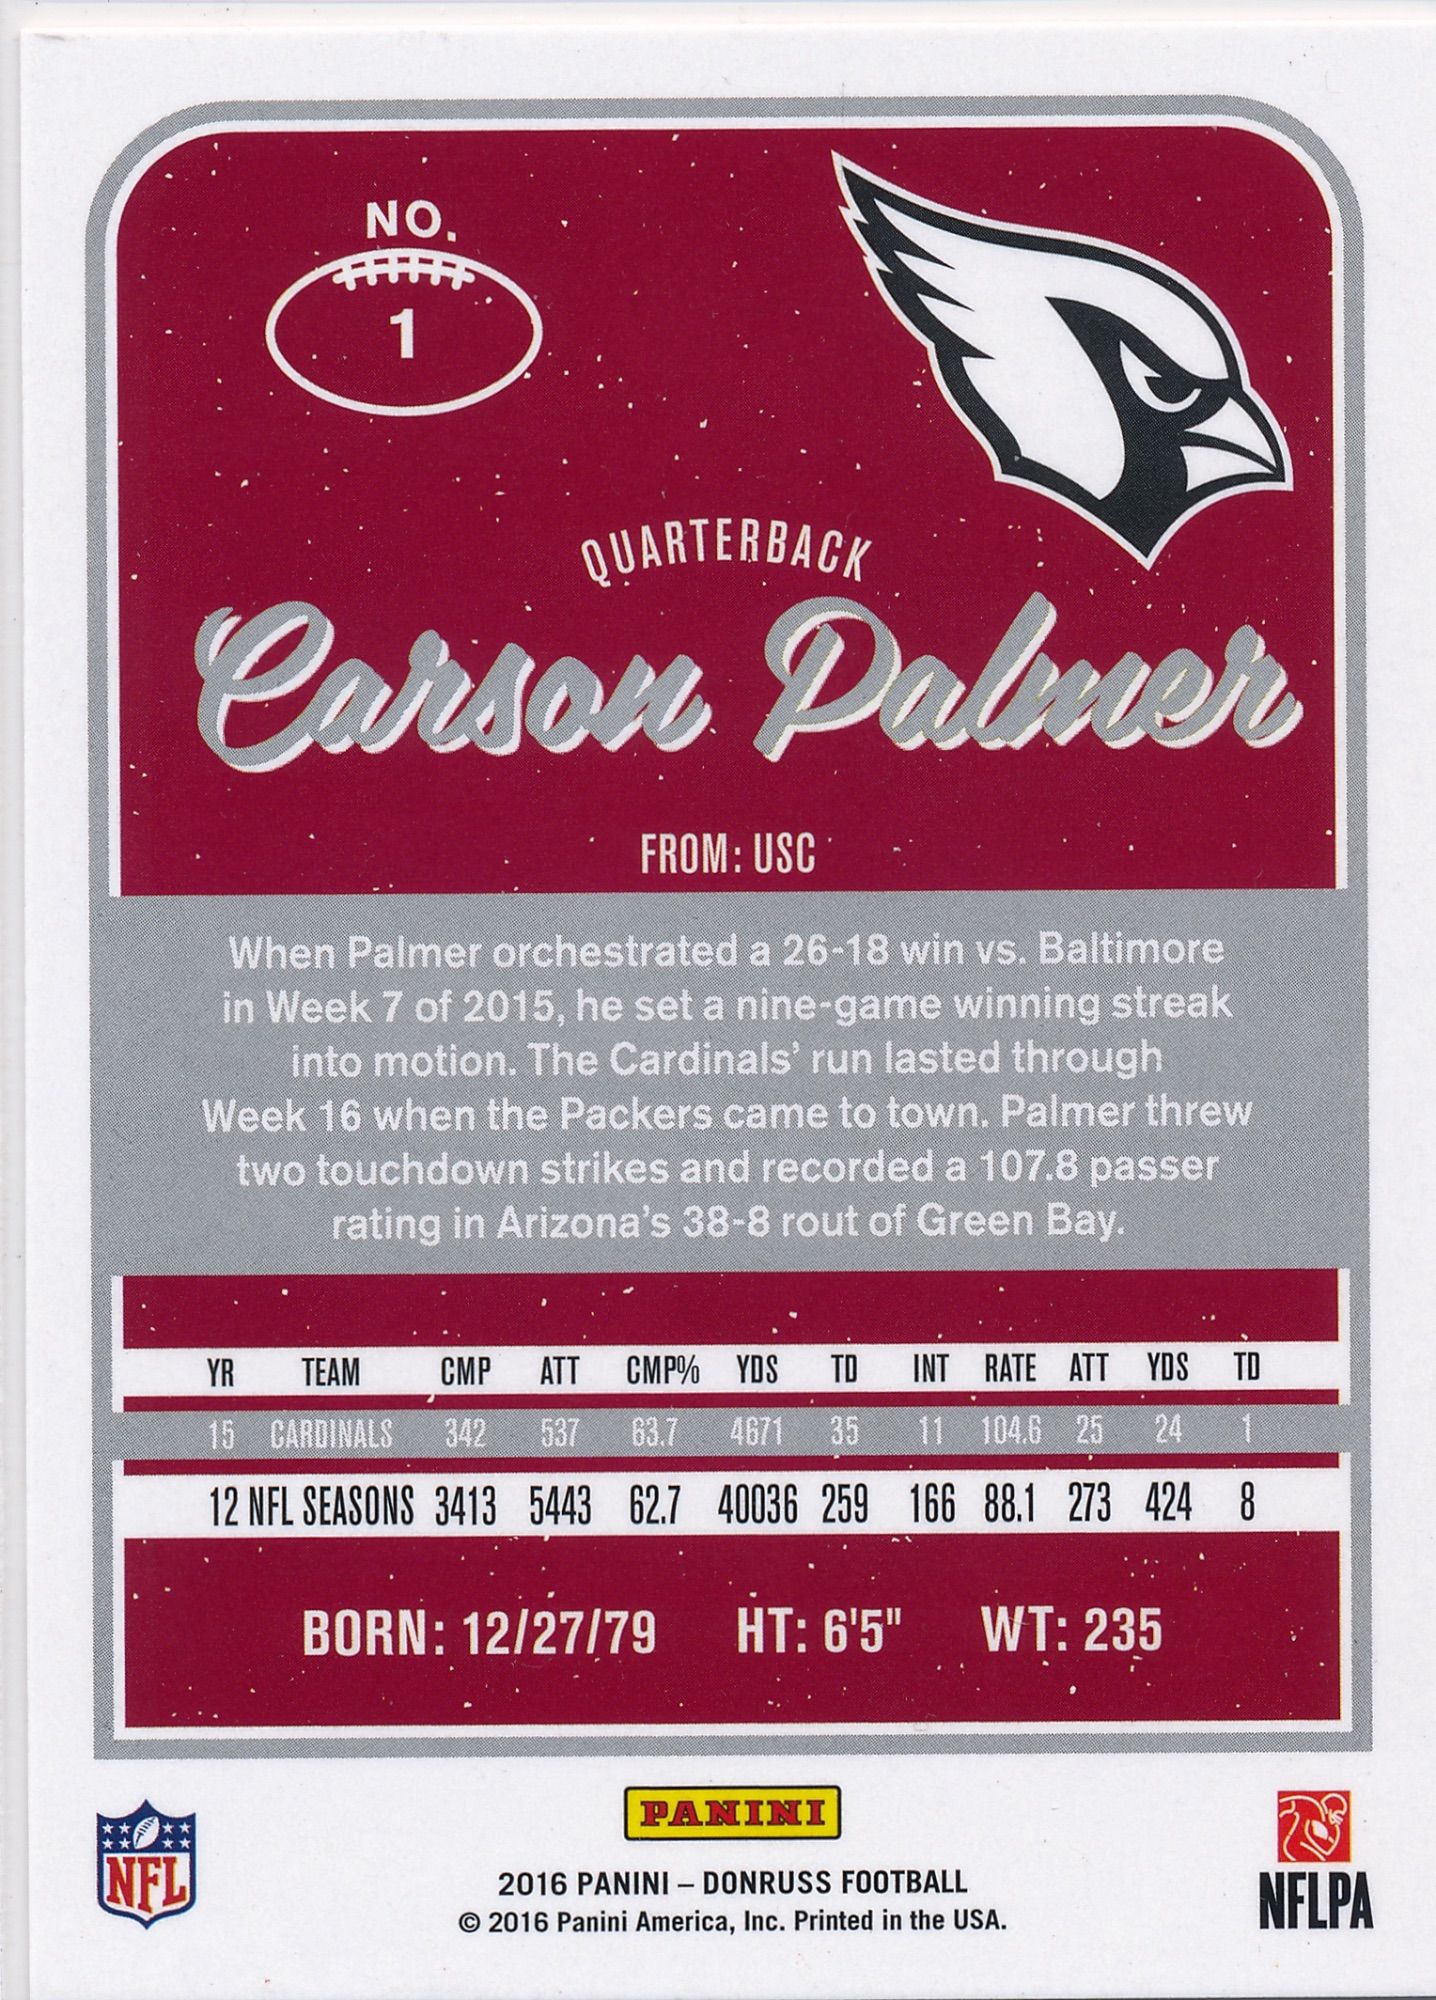 NO.
1
QUARTERBACK
Carson Palmer
FROM: USC
When Palmer orchestrated a 26-18 win vs. Baltimore
in Week 7 of 2015, he set a nine-game winning streak
into motion. The Cardinals' run lasted through
Week 16 when the Packers came to town. Palmer threw
two touchdown strikes and recorded a 107.8 passer
rating in Arizona's 38-8 rout of Green Bay.
YR TEAM CMP ATT CMP% YDS TD INT RATE ATT YDS TD
15 CARDINALS 342 537 63.7 4671 35 11 104.6 25 24 1
12 NFL SEASONS 3413 5443 62.7 40036 259 166 88.1 273 424 8
BORN: 12/27/79 HT: 6'5" WT: 235
NFL
PANINI
2016 PANINI – DONRUSS FOOTBALL
© 2016 Panini America, Inc. Printed in the USA.
NFLPA